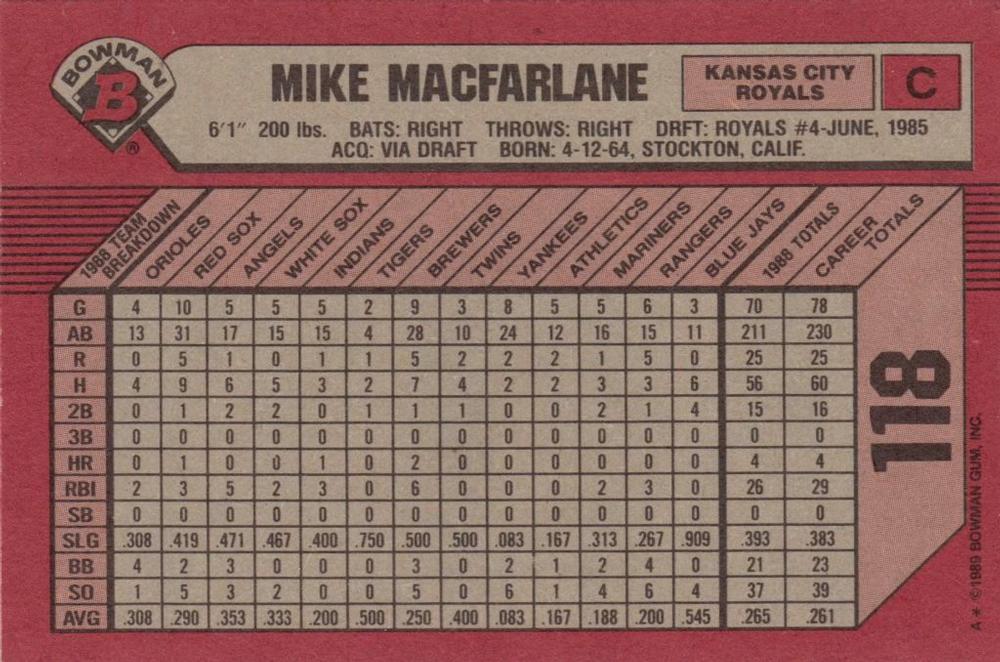 BOWMAN
B
®
MIKE MACFARLANE
KANSAS CITY
ROYALS
C
6'1" 200 lbs. BATS: RIGHT THROWS: RIGHT DRFT: ROYALS #4-JUNE, 1985
ACQ: VIA DRAFT BORN: 4-12-64, STOCKTON, CALIF.
1988 TEAM BREAKDOWN ORIOLES RED SOX ANGELS WHITE SOX INDIANS TIGERS BREWERS TWINS YANKEES ATHLETICS MARINERS RANGERS BLUE JAYS 1988 TOTALS CAREER TOTALS
G 4 10 5 5 5 2 9 3 8 5 5 6 3 70 78
AB 13 31 17 15 15 4 28 10 24 12 16 15 11 211 230
R 0 5 1 0 1 1 5 2 2 2 1 5 0 25 25
H 4 9 6 5 3 2 7 4 2 2 3 3 6 56 60
2B 0 1 2 2 0 1 1 1 0 0 2 1 4 15 16
3B 0 0 0 0 0 0 0 0 0 0 0 0 0 0 0
HR 0 1 0 0 1 0 2 0 0 0 0 0 0 4 4
RBI 2 3 5 2 3 0 6 0 0 0 2 3 0 26 29
SB 0 0 0 0 0 0 0 0 0 0 0 0 0 0 0
SLG .308 .419 .471 .467 .400 .750 .500 .500 .083 .167 .313 .267 .909 .393 .383
BB 4 2 3 0 0 0 3 0 2 1 2 4 0 21 23
SO 1 5 3 2 0 0 5 0 6 1 4 6 4 37 39
AVG .308 .290 .353 .333 .200 .500 .250 .400 .083 .167 .188 .200 .545 .265 .261
118
A * ©1989 BOWMAN GUM, INC.